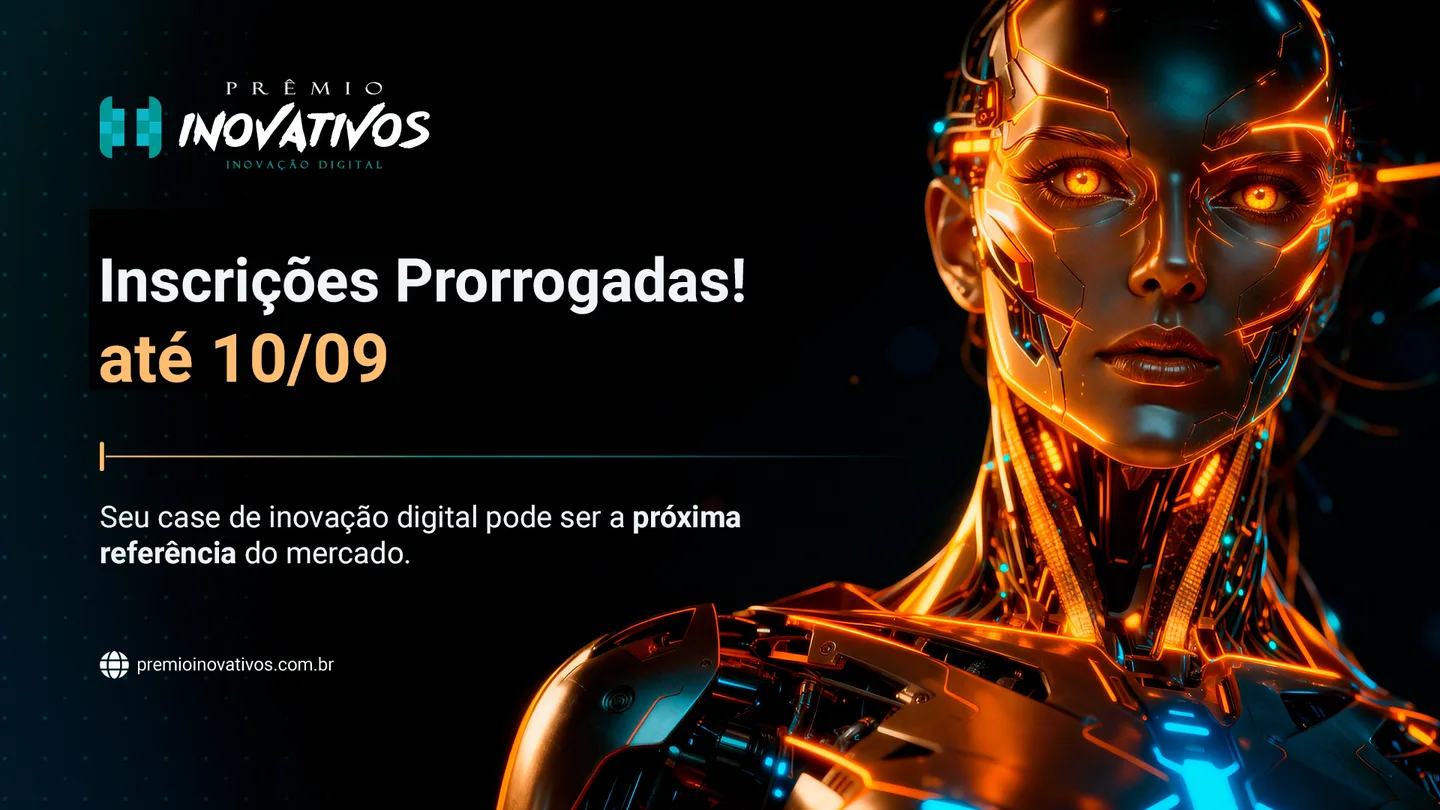 PRÊMIO
INOVATIVOS
INOVAÇÃO DIGITAL
Inscrições Prorrogadas!
até 10/09
Seu case de inovação digital pode ser a próxima
referência do mercado.
premioinovativos.com.br